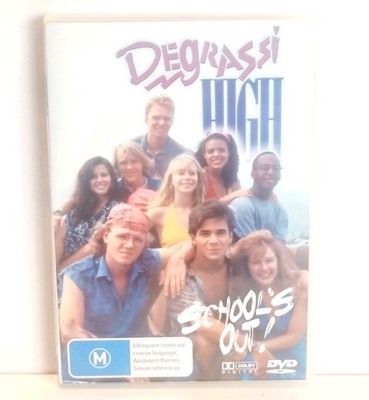 DEGRASSI
HIGH
SCHOOL'S
OUT!
M
Infrequent moderate
coarse language,
Adolescent themes,
Sexual references
DOLBY
DIGITAL
DVD